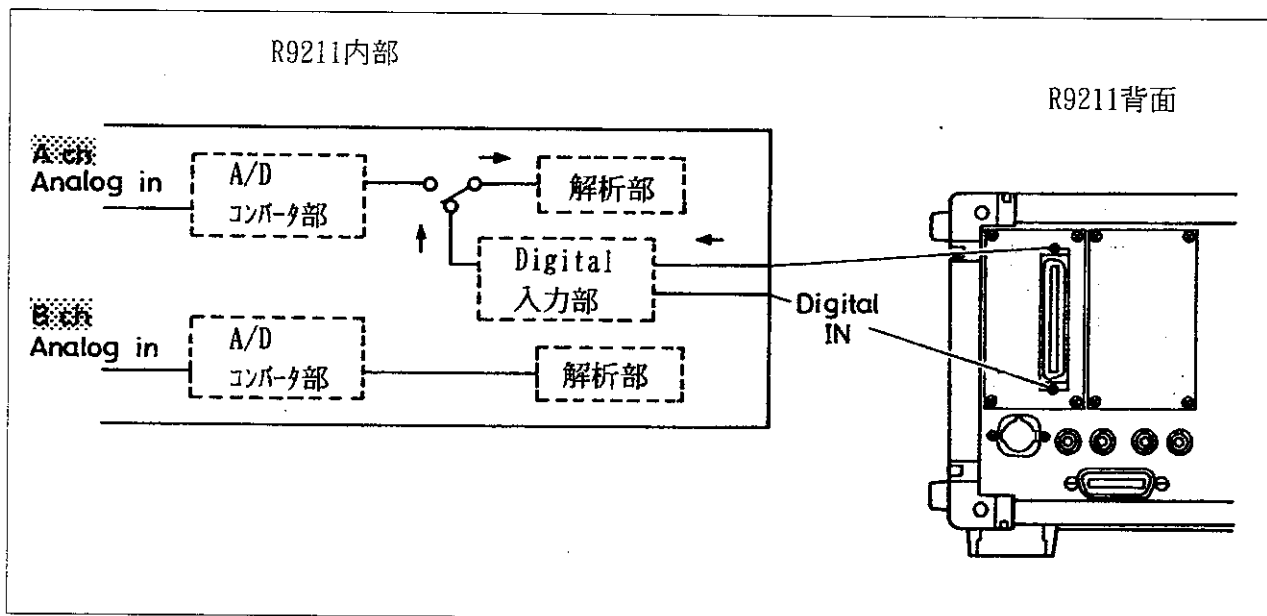 R9211内部
R9211背面
A ch
Analog in
A/D
コンバータ部
解析部
Digital
入力部
Digital
IN
B ch
Analog in
A/D
コンバータ部
解析部